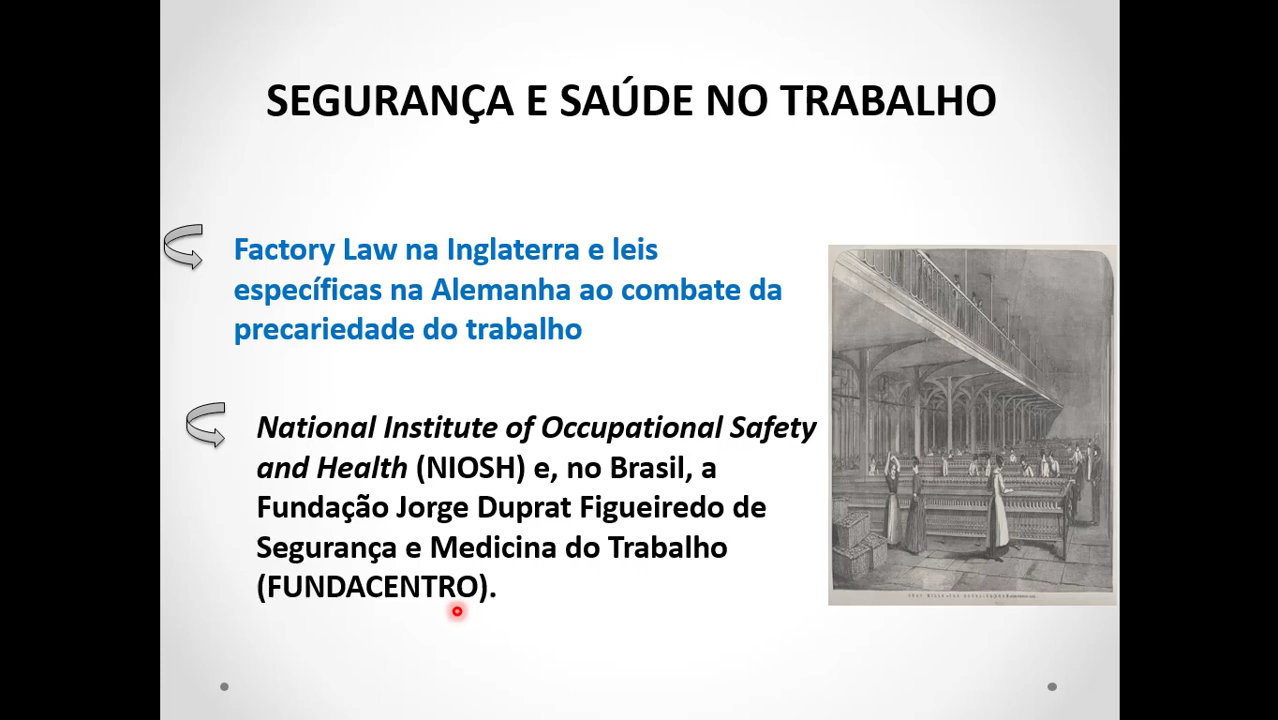 SEGURANÇA E SAÚDE NO TRABALHO
Factory Law na Inglaterra e leis
específicas na Alemanha ao combate da
precariedade do trabalho
National Institute of Occupational Safety
and Health (NIOSH) e, no Brasil, a
Fundação Jorge Duprat Figueiredo de
Segurança e Medicina do Trabalho
(FUNDACENTRO).